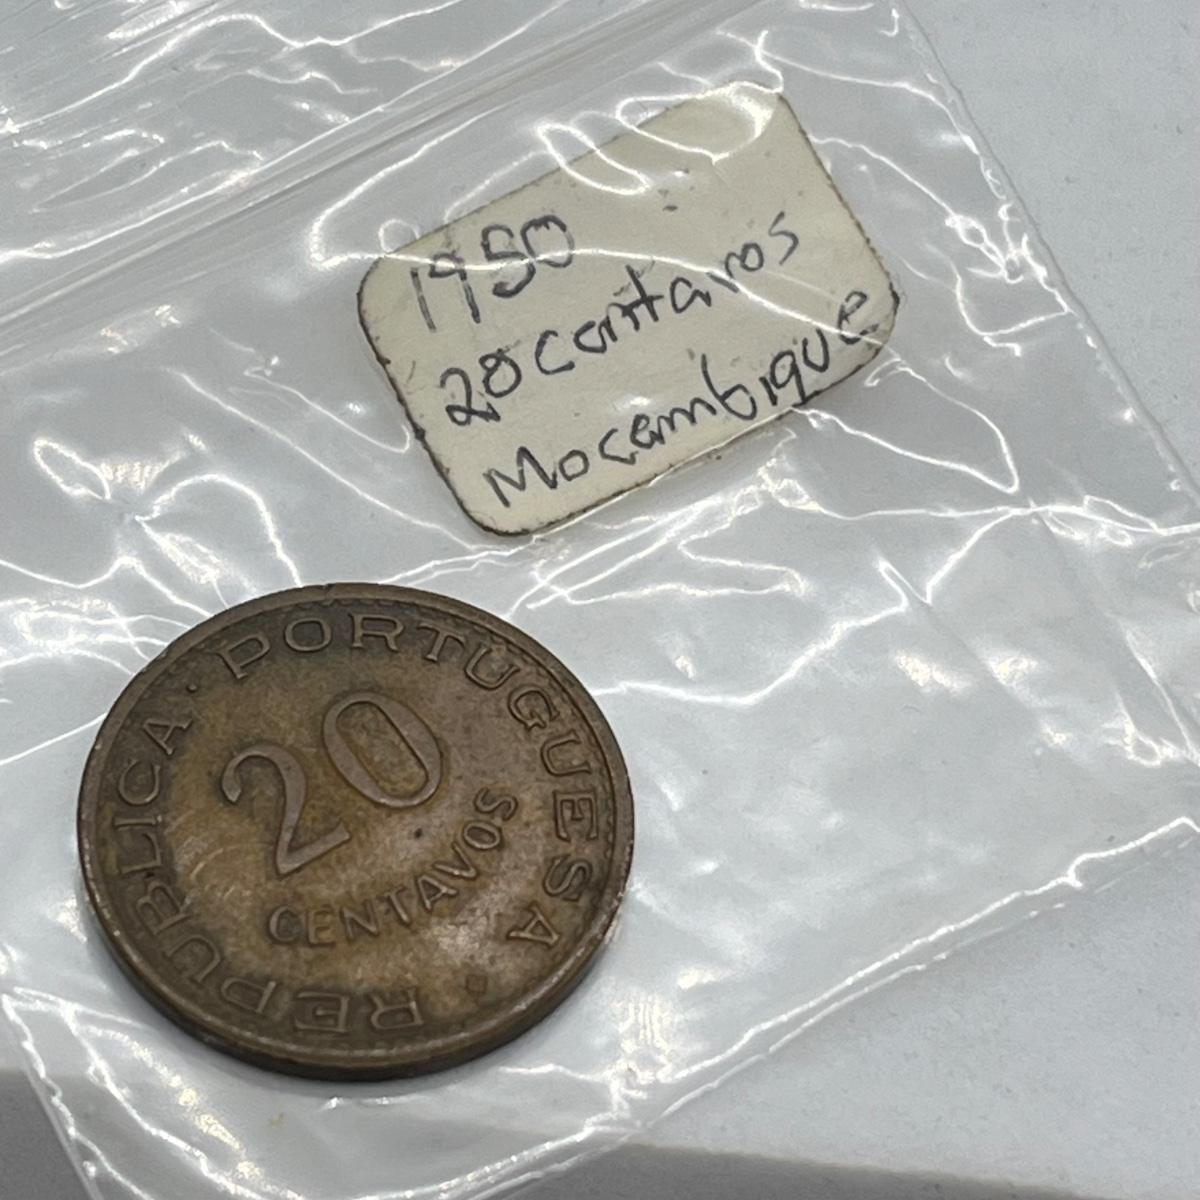 1950
20 centavos
Mocambique
REPUBLICA · PORTUGUESA
20
CENTAVOS